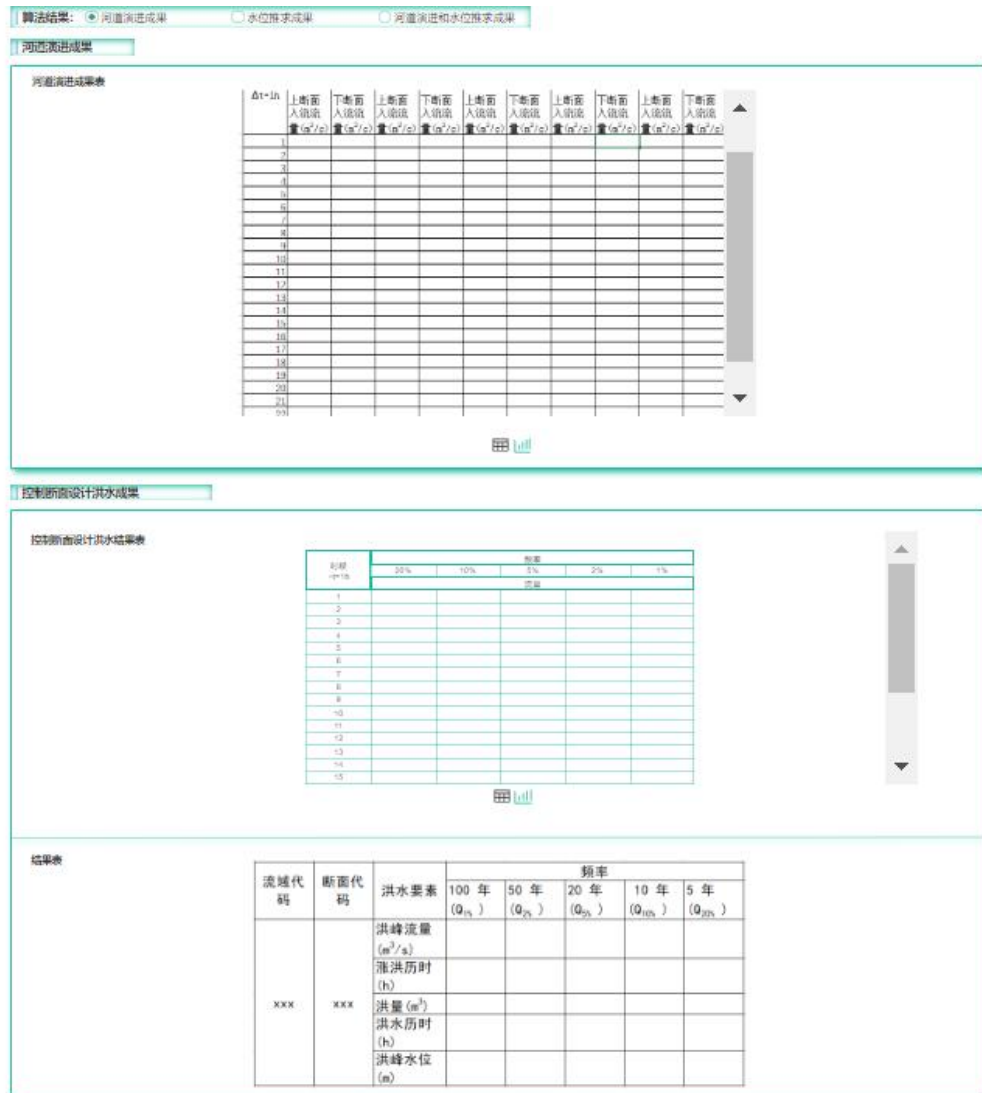 算法结果： 河道演进成果 水位推求成果 河道演进和水位推求成果
河道演进成果
河道演进成果表
Δt=1h 上断面 下断面 上断面 下断面 上断面 下断面 上断面 下断面 上断面 下断面
入流流 入流流 入流流 入流流 入流流 入流流 入流流 入流流 入流流 入流流
量(m³/s) 量(m³/s) 量(m³/s) 量(m³/s) 量(m³/s) 量(m³/s) 量(m³/s) 量(m³/s) 量(m³/s) 量(m³/s)
1
2
3
4
5
6
7
8
9
10
11
12
13
14
15
16
17
18
19
20
21
22
控制断面设计洪水成果
控制断面设计洪水结果表
频率
时段
20% 10% 5% 2% 1%
流量
1
2
3
4
5
6
7
8
9
10
11
12
13
14
15
结果表
流域代码 断面代码 洪水要素 频率
100 年 50 年 20 年 10 年 5 年
(Q1% ) (Q2% ) (Q5% ) (Q10% ) (Q20% )
洪峰流量
(m³/s)
涨洪历时
(h)
xxx xxx 洪量(m³)
洪水历时
(h)
洪峰水位
(m)